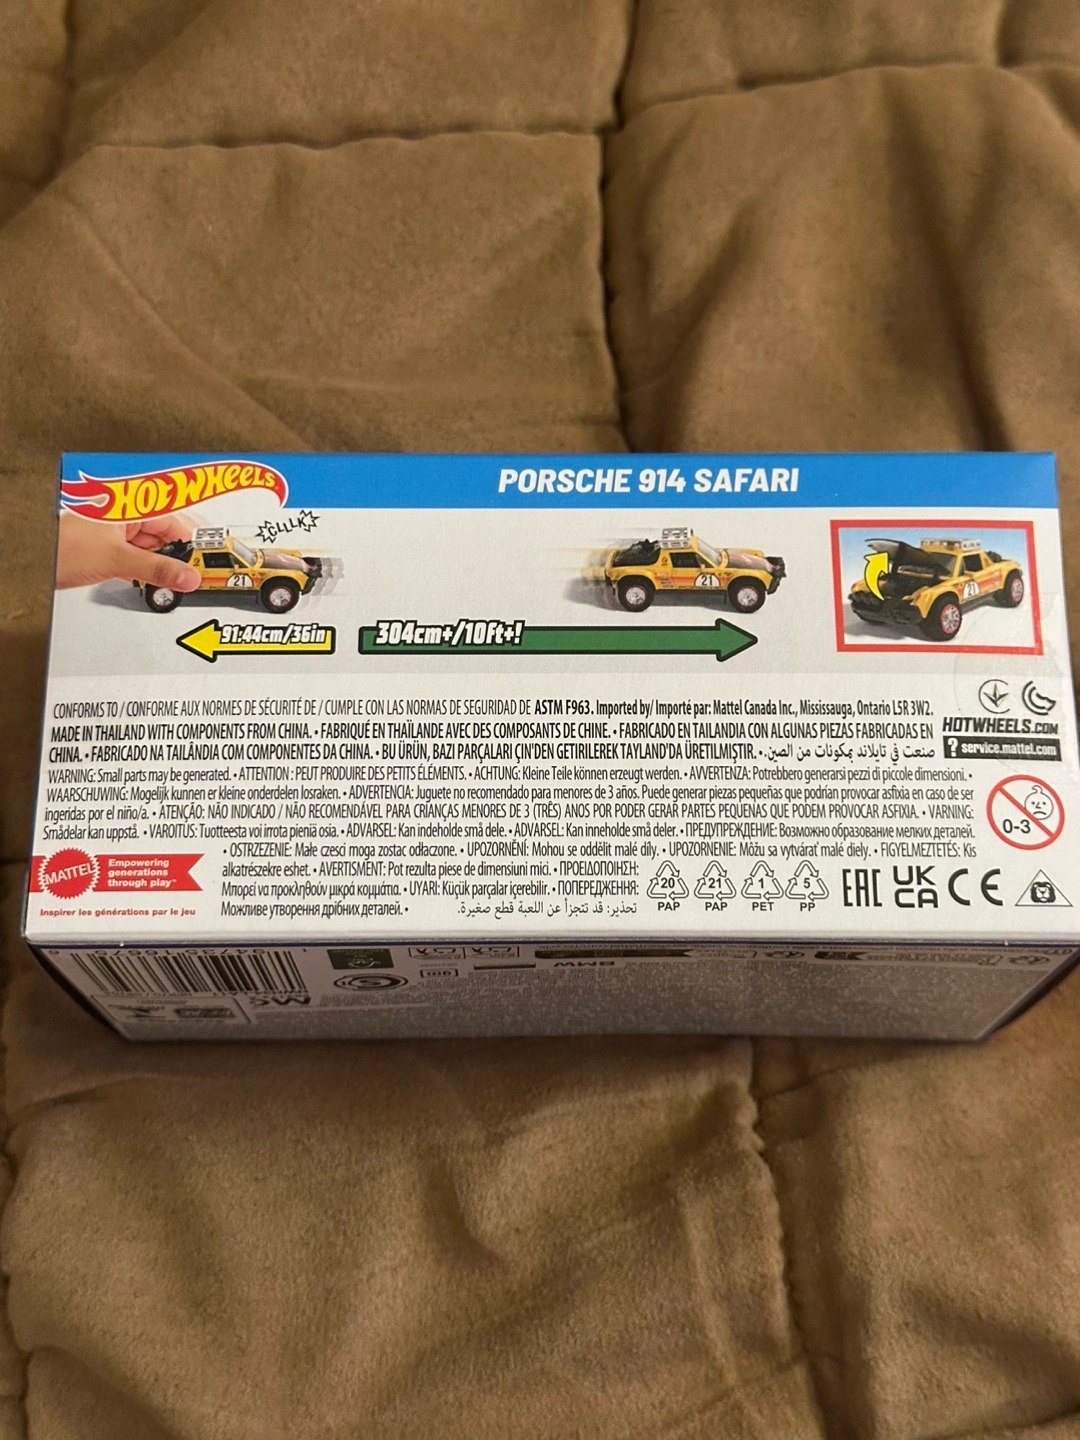 HOT WHEELS
PORSCHE 914 SAFARI
CLLLK
21
21
21
91.44cm/36in
304cm+/10ft+!
CONFORMS TO / CONFORME AUX NORMES DE SÉCURITÉ DE / CUMPLE CON LAS NORMAS DE SEGURIDAD DE ASTM F963. Imported by/ Importé par: Mattel Canada Inc., Mississauga, Ontario L5R 3W2.
MADE IN THAILAND WITH COMPONENTS FROM CHINA. • FABRIQUÉ EN THAÏLANDE AVEC DES COMPOSANTS DE CHINE. • FABRICADO EN TAILANDIA CON ALGUNAS PIEZAS FABRICADAS EN
CHINA. • FABRICADO NA TAILÂNDIA COM COMPONENTES DA CHINA. • BU ÜRÜN, BAZI PARÇALARI ÇIN'DEN GETIRILEREK TAYLAND'DA ÜRETILMIŞTIR. • صنعت في تايلاند بمكونات من الصين.
HOTWHEELS.COM
? service.mattel.com
WARNING: Small parts may be generated. • ATTENTION : PEUT PRODUIRE DES PETITS ÉLÉMENTS. • ACHTUNG: Kleine Teile können erzeugt werden. • AVVERTENZA: Potrebbero generarsi pezzi di piccole dimensioni. •
WAARSCHUWING: Mogelijk kunnen er kleine onderdelen losraken. • ADVERTENCIA: Juguete no recomendado para menores de 3 años. Puede generar piezas pequeñas que podrían provocar asfixia en caso de ser
ingeridas por el niño/a. • ATENÇÃO: NÃO INDICADO / NÃO RECOMENDÁVEL PARA CRIANÇAS MENORES DE 3 (TRÊS) ANOS POR PODER GERAR PARTES PEQUENAS QUE PODEM PROVOCAR ASFIXIA. • VARNING:
Smådelar kan uppstå. • VAROITUS: Tuotteesta voi irrota pieniä osia. • ADVARSEL: Kan indeholde små dele. • ADVARSEL: Kan inneholde små deler. • ПРЕДУПРЕЖДЕНИЕ: Возможно образование мелких деталей.
• OSTRZEŻENIE: Małe części mogą zostać odłączone. • UPOZORNĚNÍ: Mohou se oddělit malé díly. • UPOZORNENIE: Môžu sa vytvárať malé diely. • FIGYELMEZTETÉS: Kis
alkatrészekre eshet. • AVERTISMENT: Pot rezulta piese de dimensiuni mici. • ΠΡΟΕΙΔΟΠΟΙΗΣΗ:
Μπορεί να προκληθούν μικρά κομμάτια. • UYARI: Küçük parçalar içerebilir. • ПОПЕРЕДЖЕННЯ:
Можливе утворення дрібних деталей. • تحذير: قد تتجزأ عن اللعبة قطع صغيرة.
0-3
MATTEL
Empowering
generations
through play™
Inspirer les générations par le jeu
20
PAP
21
PAP
1
PET
5
PP
EAC
UK
CA
CE
BMW